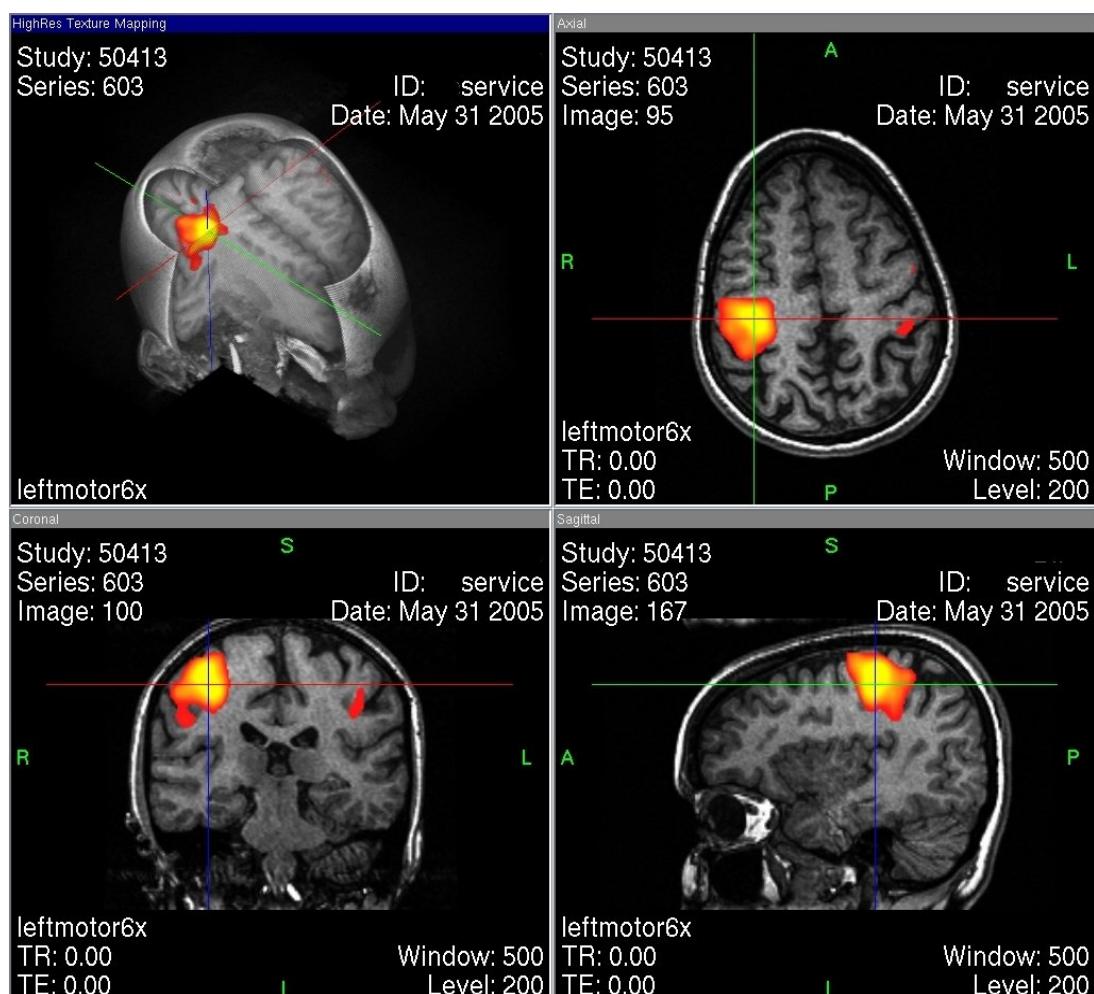 HighRes Texture Mapping
Study: 50413
Series: 603
ID: service
Date: May 31 2005
leftmotor6x
Axial
Study: 50413
Series: 603
Image: 95
ID: service
Date: May 31 2005
A
R
L
leftmotor6x
TR: 0.00
TE: 0.00
P
Window: 500
Level: 200
Coronal
Study: 50413
Series: 603
Image: 100
S
ID: service
Date: May 31 2005
R
L
leftmotor6x
TR: 0.00
TE: 0.00
Window: 500
Level: 200
Sagittal
Study: 50413
Series: 603
Image: 167
S
ID: service
Date: May 31 2005
A
P
leftmotor6x
TR: 0.00
TE: 0.00
Window: 500
Level: 200